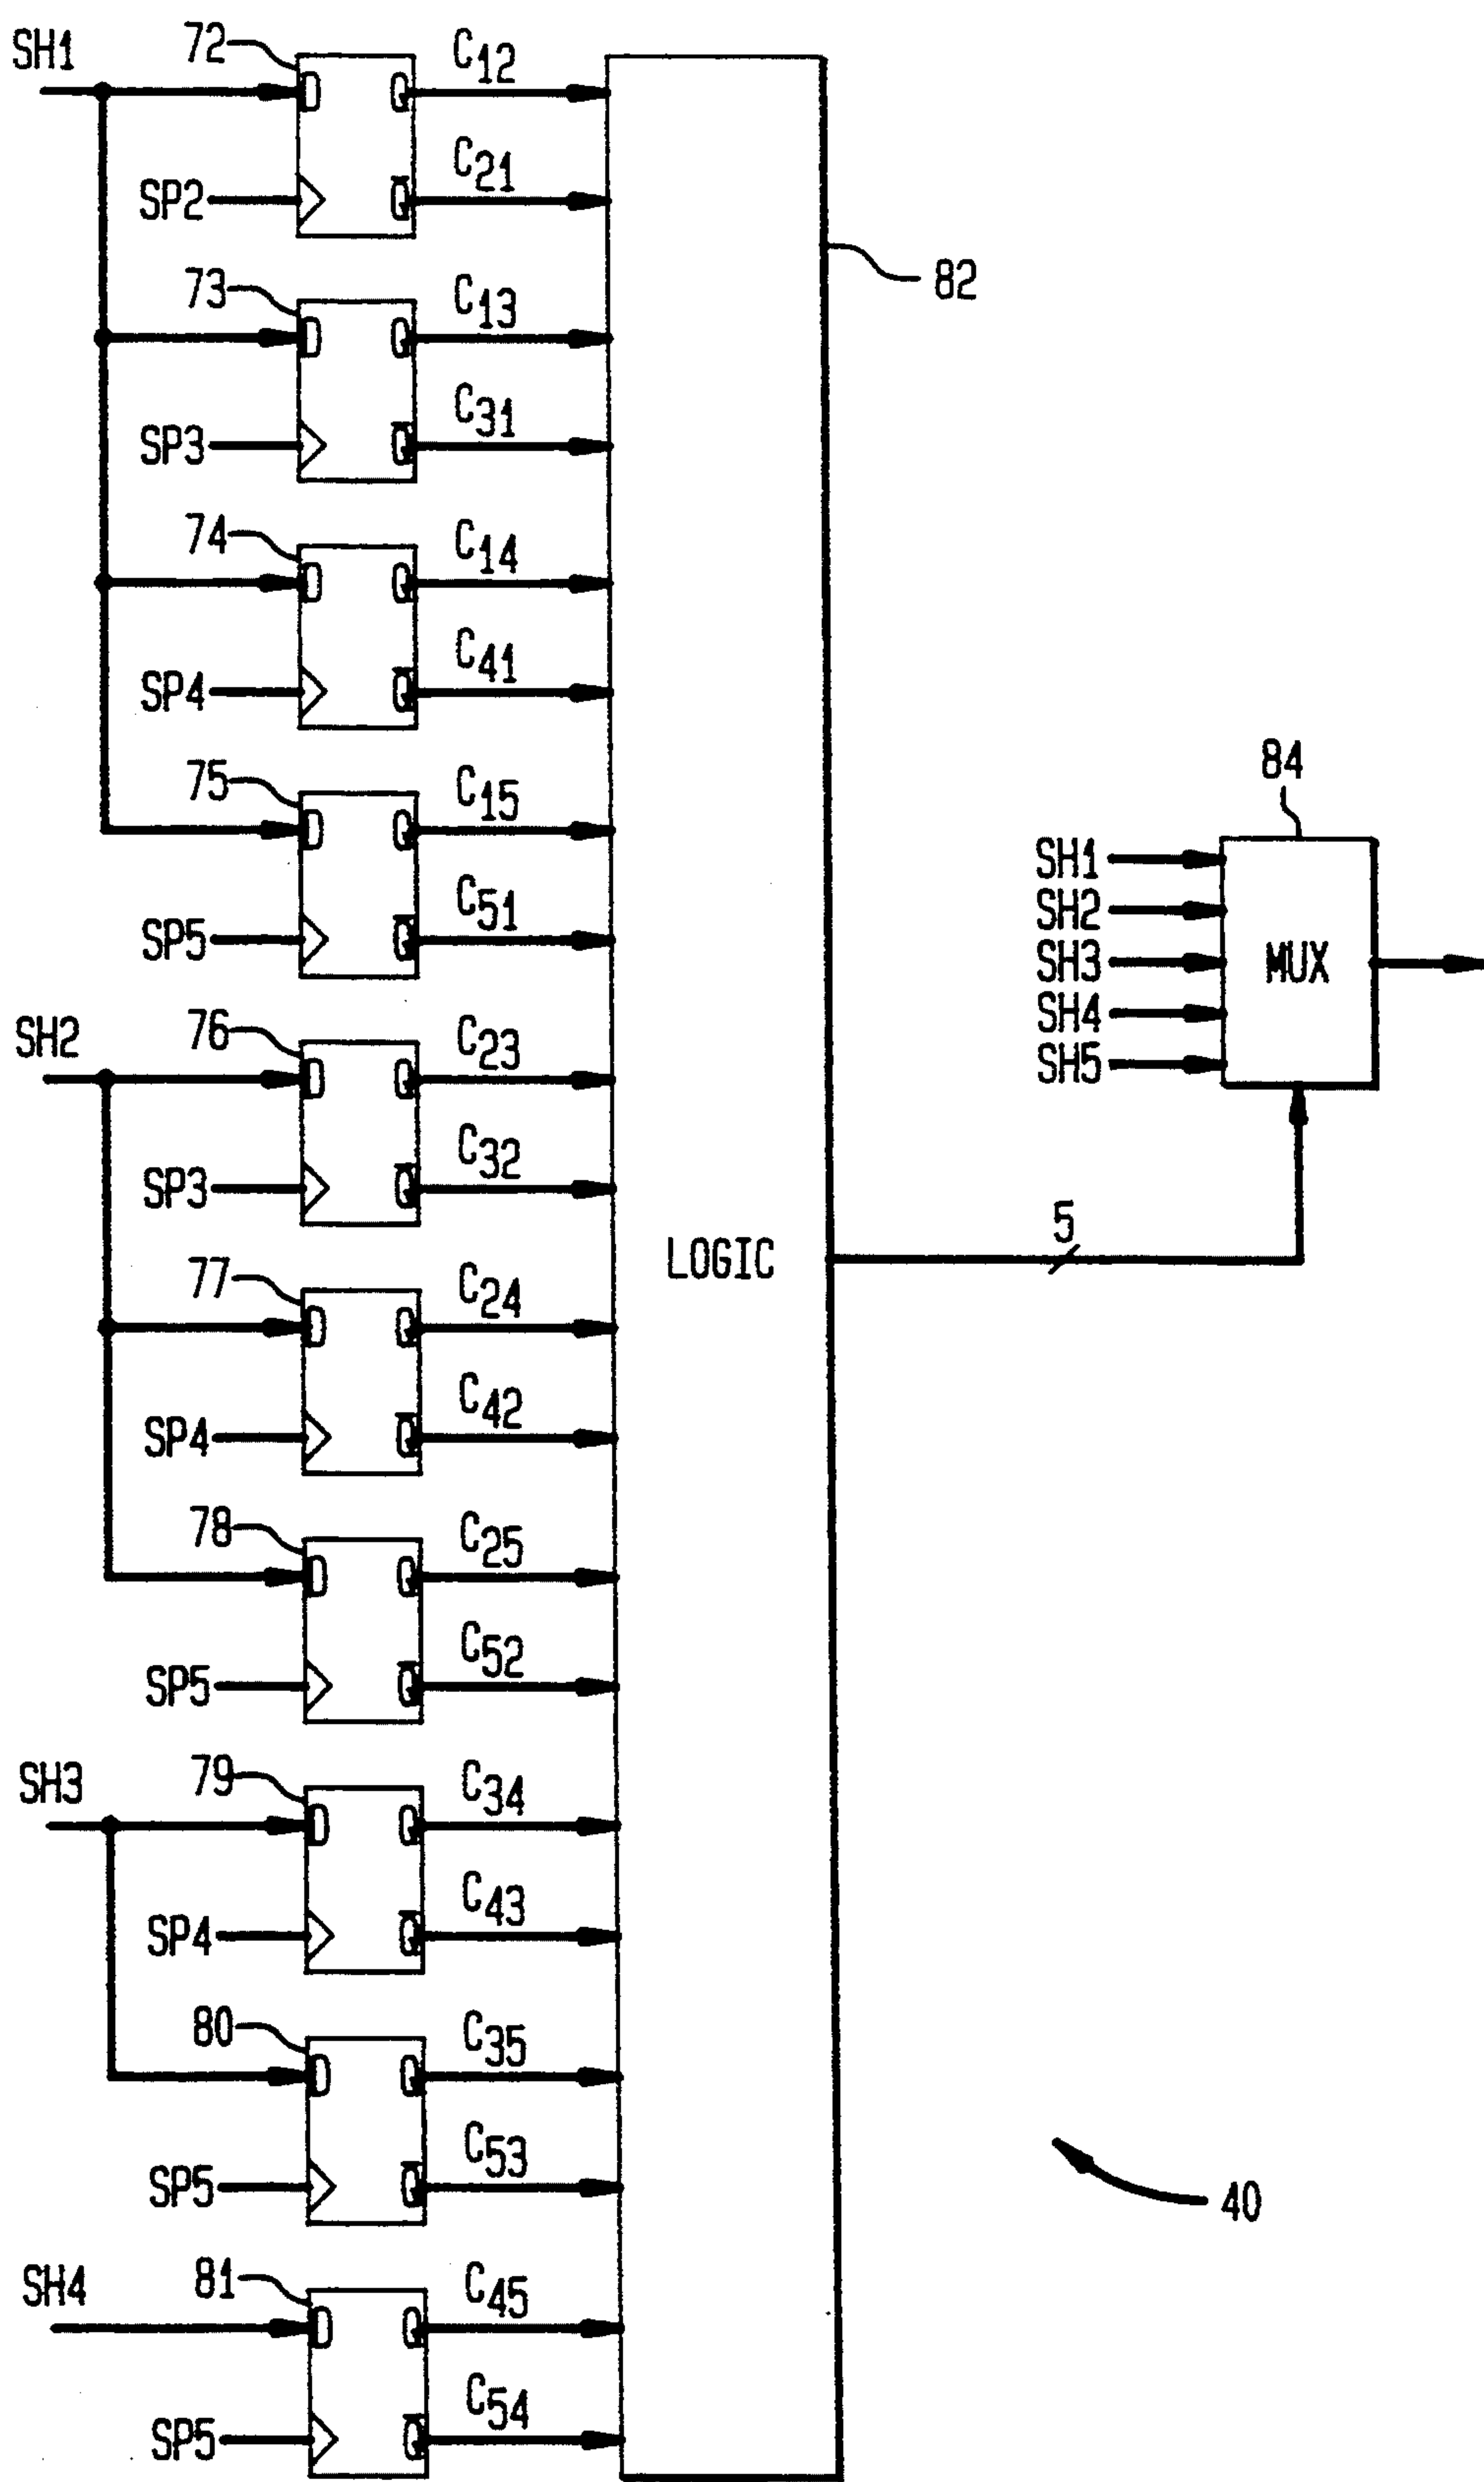 SH1
72
D
Q
C12
SP2
Q
C21
73
D
Q
C13
SP3
Q
C31
74
D
Q
C14
SP4
Q
C41
75
D
Q
C15
SP5
Q
C51
SH2
76
D
Q
C23
SP3
Q
C32
77
D
Q
C24
SP4
Q
C42
78
D
Q
C25
SP5
Q
C52
SH3
79
D
Q
C34
SP4
Q
C43
80
D
Q
C35
SP5
Q
C53
SH4
81
D
Q
C45
SP5
Q
C54
LOGIC
82
5
84
SH1
SH2
SH3
SH4
SH5
MUX
40